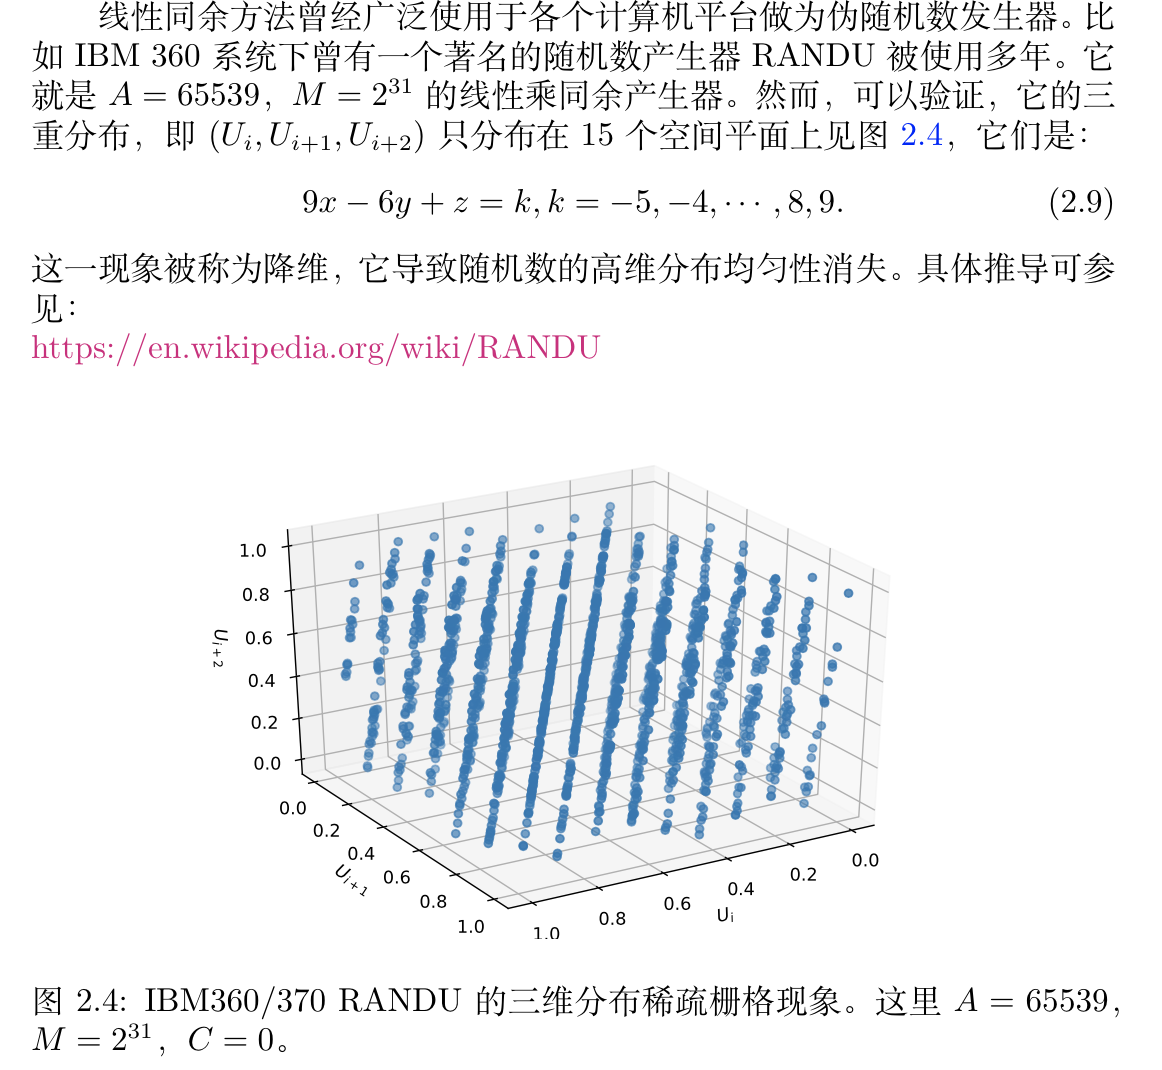 线性同余方法曾经广泛使用于各个计算机平台做为伪随机数发生器。比
如 IBM 360 系统下曾有一个著名的随机数产生器 RANDU 被使用多年。它
就是 A = 65539，M = 2^31 的线性乘同余产生器。然而，可以验证，它的三
重分布，即 (U_i, U_{i+1}, U_{i+2}) 只分布在 15 个空间平面上见图 2.4，它们是：
9x − 6y + z = k, k = −5, −4, ⋯ , 8, 9. (2.9)
这一现象被称为降维，它导致随机数的高维分布均匀性消失。具体推导可参
见：
https://en.wikipedia.org/wiki/RANDU
1.0
0.8
0.6
0.4
0.2
0.0
U_{i+2}
0.0
0.2
0.4
0.6
0.8
1.0
U_{i+1}
1.0
0.8
0.6
0.4
0.2
0.0
U_i
图 2.4: IBM360/370 RANDU 的三维分布稀疏栅格现象。这里 A = 65539，
M = 2^31，C = 0。